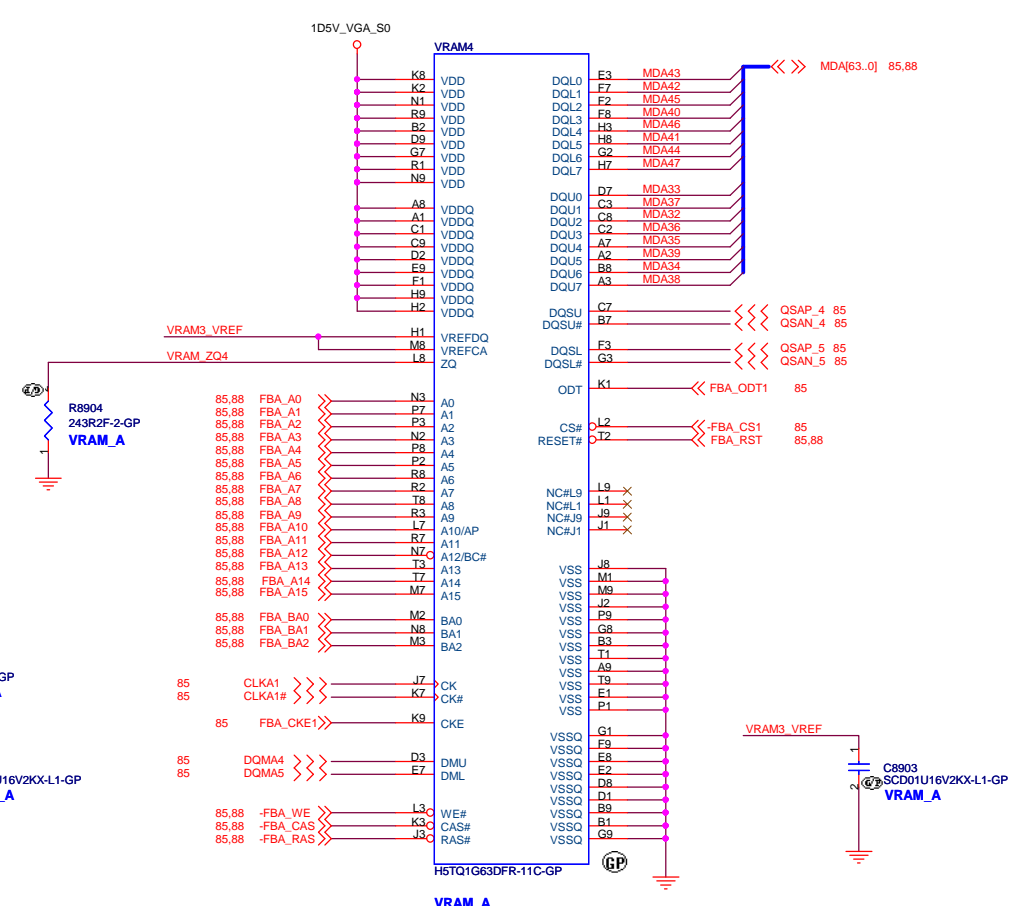 1D5V_VGA_S0
VRAM4
K8 VDD
K2 VDD
N1 VDD
R9 VDD
B2 VDD
D9 VDD
G7 VDD
R1 VDD
N9 VDD
A8 VDDQ
A1 VDDQ
C1 VDDQ
C9 VDDQ
D2 VDDQ
E9 VDDQ
F1 VDDQ
H9 VDDQ
H2 VDDQ
VRAM3_VREF H1 VREFDQ
M8 VREFCA
VRAM_ZQ4 L8 ZQ
R8904
243R2F-2-GP
VRAM_A
1
85,88 FBA_A0 N3 A0
85,88 FBA_A1 P7 A1
85,88 FBA_A2 P3 A2
85,88 FBA_A3 N2 A3
85,88 FBA_A4 P8 A4
85,88 FBA_A5 P2 A5
85,88 FBA_A6 R8 A6
85,88 FBA_A7 R2 A7
85,88 FBA_A8 T8 A8
85,88 FBA_A9 R3 A9
85,88 FBA_A10 L7 A10/AP
85,88 FBA_A11 R7 A11
85,88 FBA_A12 N7 A12/BC#
85,88 FBA_A13 T3 A13
85,88 FBA_A14 T7 A14
85,88 FBA_A15 M7 A15
85,88 FBA_BA0 M2 BA0
85,88 FBA_BA1 N8 BA1
85,88 FBA_BA2 M3 BA2
85 CLKA1 J7 CK
85 CLKA1# K7 CK#
85 FBA_CKE1 K9 CKE
85 DQMA4 D3 DMU
85 DQMA5 E7 DML
85,88 -FBA_WE L3 WE#
85,88 -FBA_CAS K3 CAS#
85,88 -FBA_RAS J3 RAS#
DQL0 E3 MDA43
DQL1 F7 MDA42
DQL2 F2 MDA45
DQL3 F8 MDA40
DQL4 H3 MDA46
DQL5 H8 MDA41
DQL6 G2 MDA44
DQL7 H7 MDA47
MDA[63..0] 85,88
DQU0 D7 MDA33
DQU1 C3 MDA37
DQU2 C8 MDA32
DQU3 C2 MDA36
DQU4 A7 MDA35
DQU5 A2 MDA39
DQU6 B8 MDA34
DQU7 A3 MDA38
DQSU C7 QSAP_4 85
DQSU# B7 QSAN_4 85
DQSL F3 QSAP_5 85
DQSL# G3 QSAN_5 85
ODT K1 FBA_ODT1 85
CS# L2 -FBA_CS1 85
RESET# T2 FBA_RST 85,88
NC#L9 L9
NC#L1 L1
NC#J9 J9
NC#J1 J1
VSS J8
VSS M1
VSS M9
VSS J2
VSS P9
VSS G8
VSS B3
VSS T1
VSS A9
VSS T9
VSS E1
VSS P1
VSSQ G1
VSSQ F9
VSSQ E8
VSSQ E2
VSSQ D8
VSSQ D1
VSSQ B9
VSSQ B1
VSSQ G9
GP
H5TQ1G63DFR-11C-GP
VRAM_A
VRAM3_VREF
1
2
C8903
SCD01U16V2KX-L1-GP
VRAM_A
GP
U16V2KX-L1-GP
_A